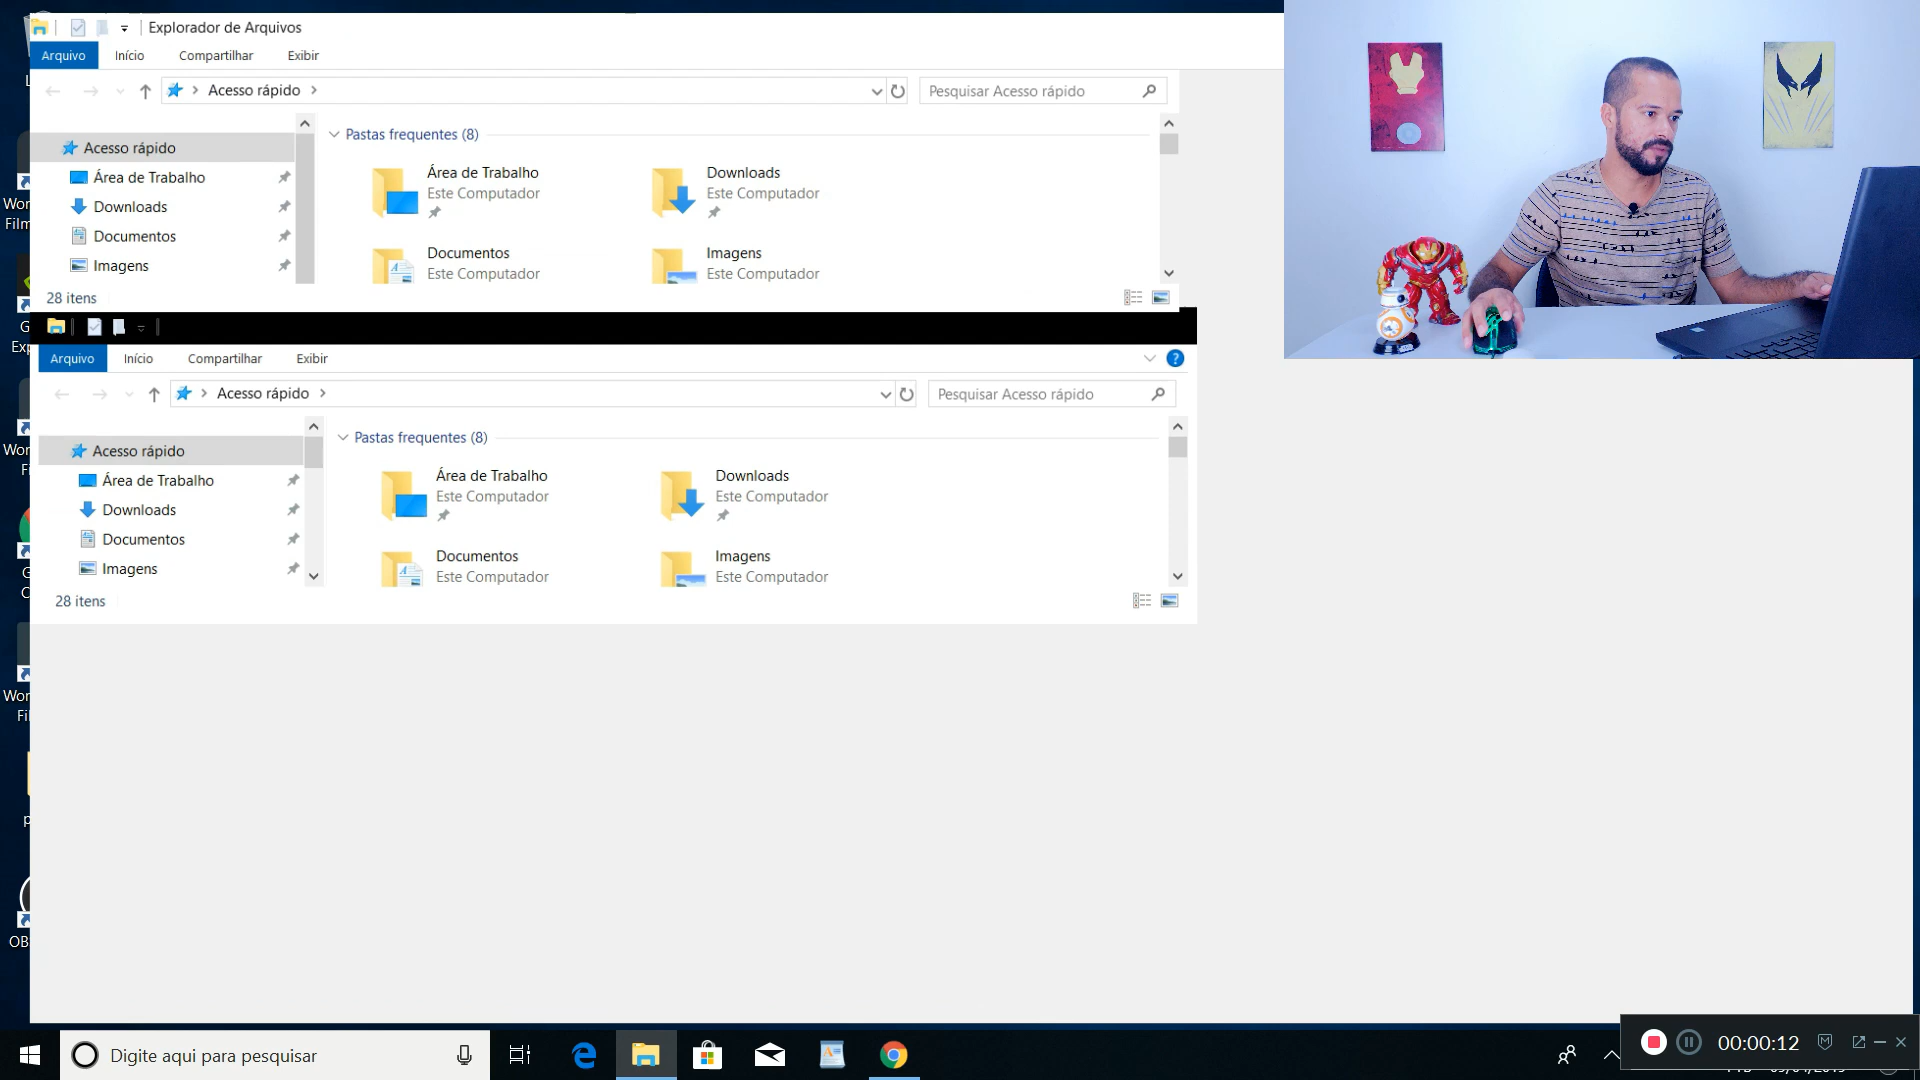 Explorador de Arquivos
Arquivo Início Compartilhar Exibir
Acesso rápido
Pesquisar Acesso rápido
Acesso rápido
Área de Trabalho
Downloads
Documentos
Imagens
Pastas frequentes (8)
Área de Trabalho
Este Computador
Downloads
Este Computador
Documentos
Este Computador
Imagens
Este Computador
28 itens
Arquivo Início Compartilhar Exibir
Acesso rápido
Pesquisar Acesso rápido
Acesso rápido
Área de Trabalho
Downloads
Documentos
Imagens
Pastas frequentes (8)
Área de Trabalho
Este Computador
Downloads
Este Computador
Documentos
Este Computador
Imagens
Este Computador
28 itens
Digite aqui para pesquisar
00:00:12